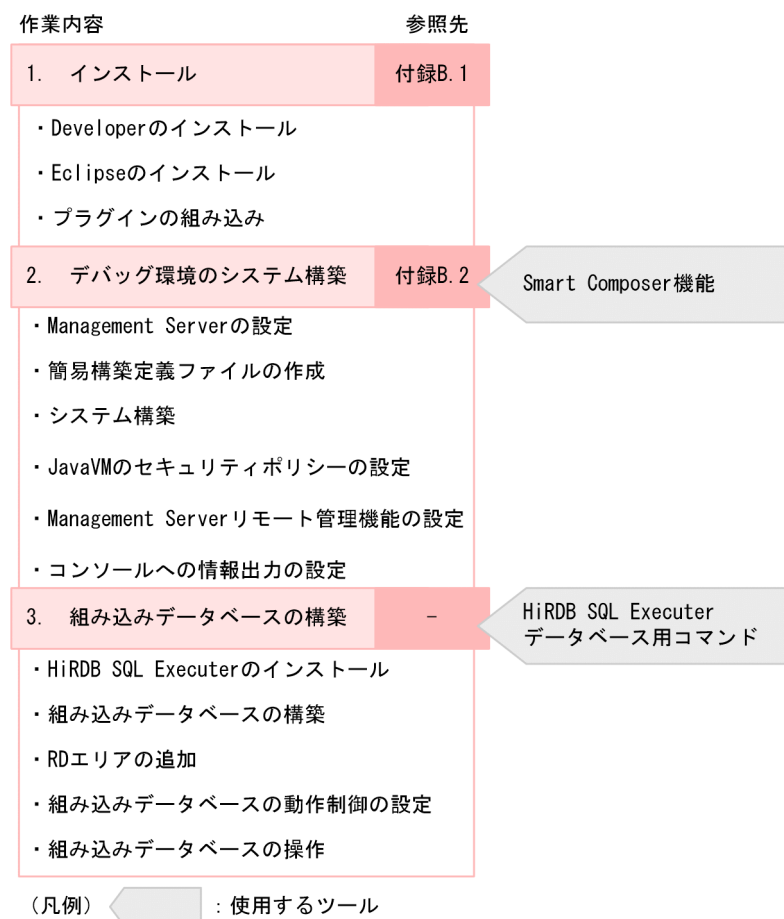 作業内容 参照先
1. インストール 付録B.1
・Developerのインストール
・Eclipseのインストール
・プラグインの組み込み
2. デバッグ環境のシステム構築 付録B.2
Smart Composer機能
・Management Serverの設定
・簡易構築定義ファイルの作成
・システム構築
・JavaVMのセキュリティポリシーの設定
・Management Serverリモート管理機能の設定
・コンソールへの情報出力の設定
3. 組み込みデータベースの構築 －
HiRDB SQL Executer
データベース用コマンド
・HiRDB SQL Executerのインストール
・組み込みデータベースの構築
・RDエリアの追加
・組み込みデータベースの動作制御の設定
・組み込みデータベースの操作
（凡例） ：使用するツール